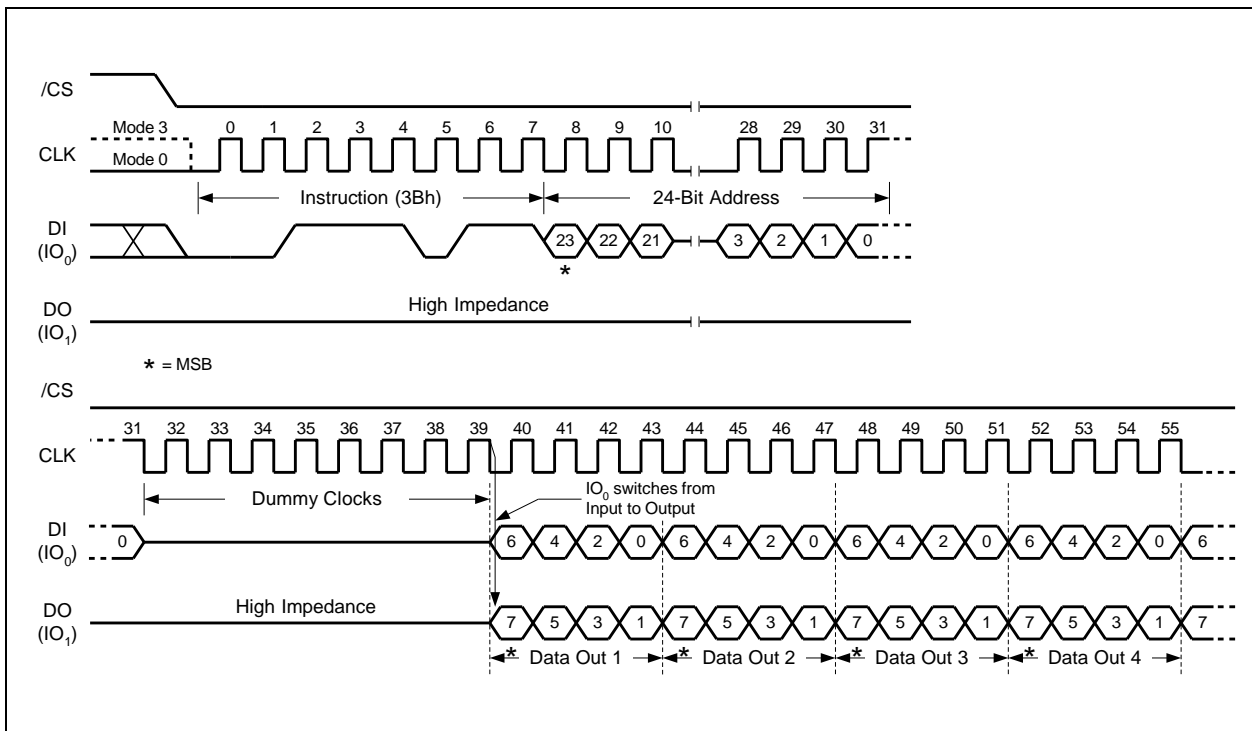 /CS
Mode 3 0 1 2 3 4 5 6 7 8 9 10 28 29 30 31
CLK
Mode 0
Instruction (3Bh) 24-Bit Address
DI
(IO0)
23 22 21 3 2 1 0
*
DO
(IO1)
High Impedance
* = MSB
/CS
31 32 33 34 35 36 37 38 39 40 41 42 43 44 45 46 47 48 49 50 51 52 53 54 55
CLK
Dummy Clocks
IO0 switches from
Input to Output
DI
(IO0)
0 6 4 2 0 6 4 2 0 6 4 2 0 6 4 2 0 6
DO
(IO1)
High Impedance
7 5 3 1 7 5 3 1 7 5 3 1 7 5 3 1 7
* Data Out 1 * Data Out 2 * Data Out 3 * Data Out 4